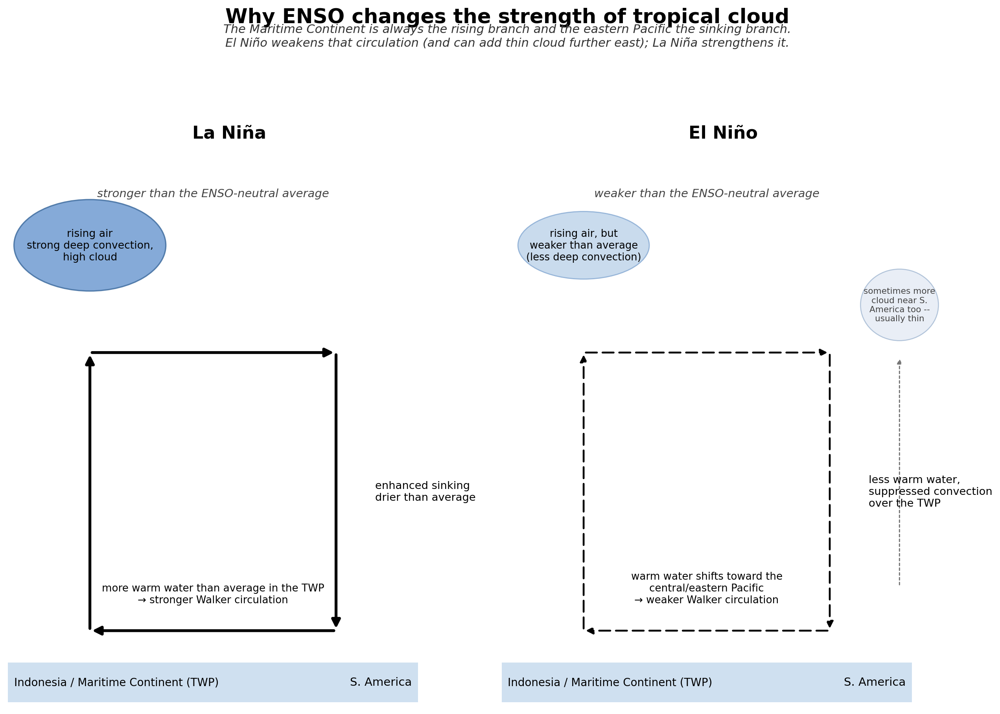 Why ENSO changes the strength of tropical cloud
The Maritime Continent is always the rising branch and the eastern Pacific the sinking branch.
El Niño weakens that circulation (and can add thin cloud further east); La Niña strengthens it.
La Niña
stronger than the ENSO-neutral average
rising air
strong deep convection,
high cloud
enhanced sinking
drier than average
more warm water than average in the TWP
→ stronger Walker circulation
Indonesia / Maritime Continent (TWP)
S. America
El Niño
weaker than the ENSO-neutral average
rising air, but
weaker than average
(less deep convection)
sometimes more
cloud near S.
America too --
usually thin
less warm water,
suppressed convection
over the TWP
warm water shifts toward the
central/eastern Pacific
→ weaker Walker circulation
Indonesia / Maritime Continent (TWP)
S. America